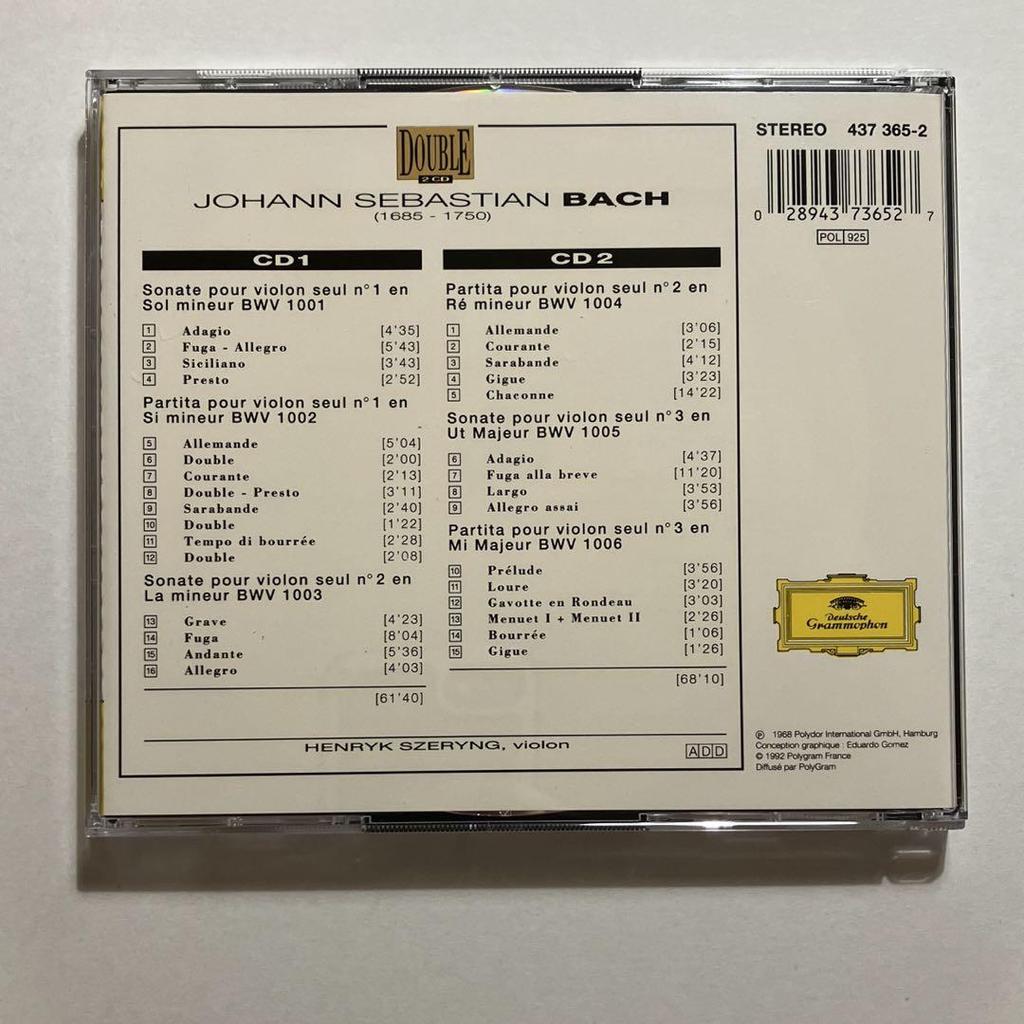 DOUBLE
2 CD
JOHANN SEBASTIAN BACH
(1685 - 1750)
CD 1
Sonate pour violon seul n°1 en
Sol mineur BWV 1001
1 Adagio [4'35]
2 Fuga - Allegro [5'43]
3 Siciliano [3'43]
4 Presto [2'52]
Partita pour violon seul n°1 en
Si mineur BWV 1002
5 Allemande [5'04]
6 Double [2'00]
7 Courante [2'13]
8 Double - Presto [3'11]
9 Sarabande [2'40]
10 Double [1'22]
11 Tempo di bourrée [2'28]
12 Double [2'08]
Sonate pour violon seul n°2 en
La mineur BWV 1003
13 Grave [4'23]
14 Fuga [8'04]
15 Andante [5'36]
16 Allegro [4'03]
[61'40]
CD 2
Partita pour violon seul n°2 en
Ré mineur BWV 1004
1 Allemande [3'06]
2 Courante [2'15]
3 Sarabande [4'12]
4 Gigue [3'23]
5 Chaconne [14'22]
Sonate pour violon seul n°3 en
Ut Majeur BWV 1005
6 Adagio [4'37]
7 Fuga alla breve [11'20]
8 Largo [3'53]
9 Allegro assai [3'56]
Partita pour violon seul n°3 en
Mi Majeur BWV 1006
10 Prélude [3'56]
11 Loure [3'20]
12 Gavotte en Rondeau [3'03]
13 Menuet I + Menuet II [2'26]
14 Bourrée [1'06]
15 Gigue [1'26]
[68'10]
HENRYK SZERYNG, violon
ADD
STEREO 437 365-2
0 28943 73652 7
POL 925
Deutsche
Grammophon
℗ 1968 Polydor International GmbH, Hamburg
Conception graphique : Eduardo Gomez
© 1992 Polygram France
Diffusé par PolyGram